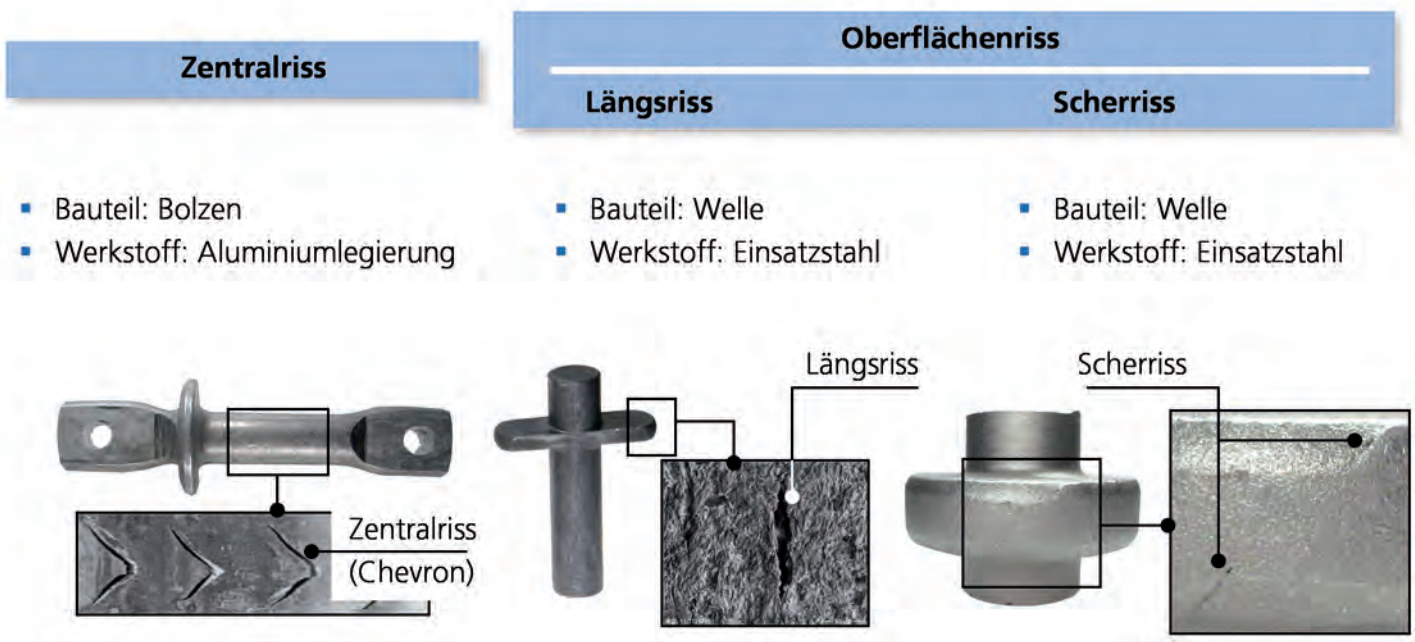 Zentralriss
Oberflächenriss
Längsriss
Scherriss
▪ Bauteil: Bolzen
▪ Werkstoff: Aluminiumlegierung
▪ Bauteil: Welle
▪ Werkstoff: Einsatzstahl
▪ Bauteil: Welle
▪ Werkstoff: Einsatzstahl
Zentralriss
(Chevron)
Längsriss
Scherriss